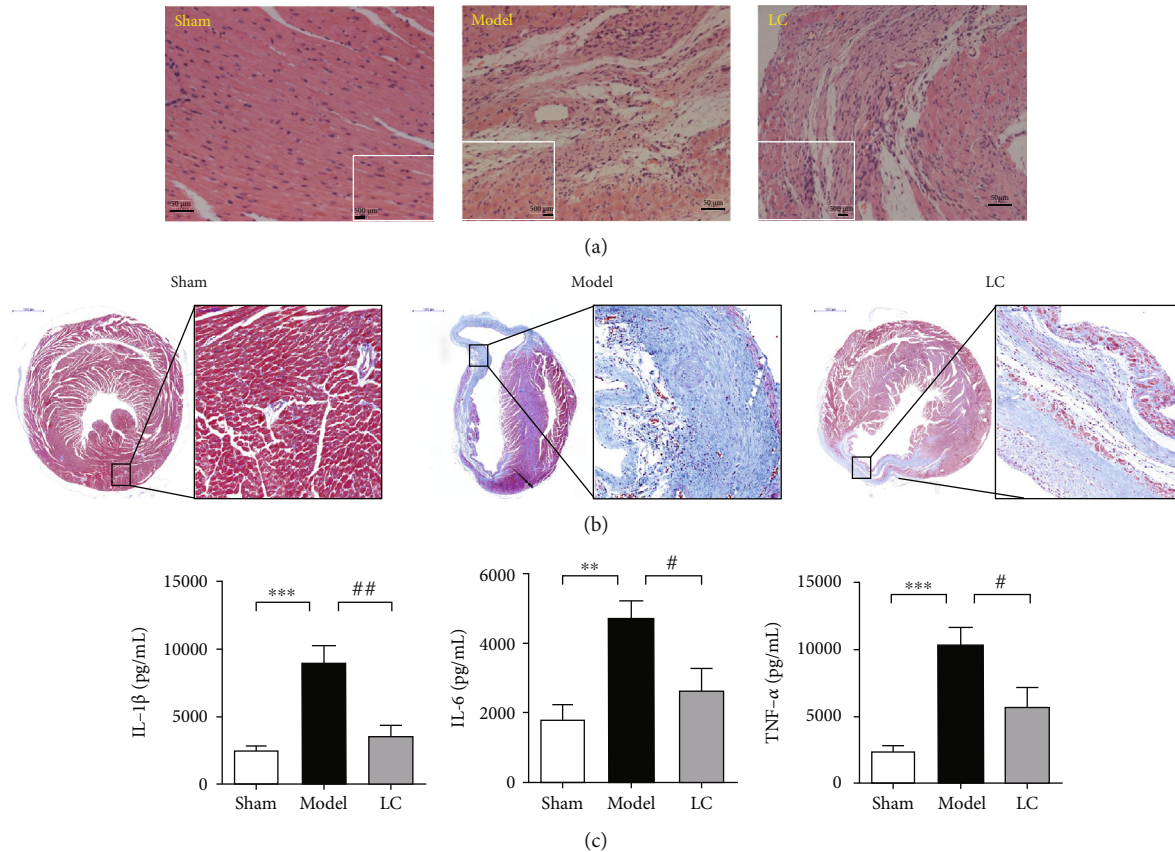 Sham
Model
LC
50 μm
500 μm
500 μm
50 μm
500 μm
50 μm
(a)
Sham
Model
LC
(b)
15000
10000
5000
0
IL-1β (pg/mL)
***
##
Sham
Model
LC
6000
4000
2000
0
IL-6 (pg/mL)
**
#
Sham
Model
LC
15000
10000
5000
0
TNF-α (pg/mL)
***
#
Sham
Model
LC
(c)